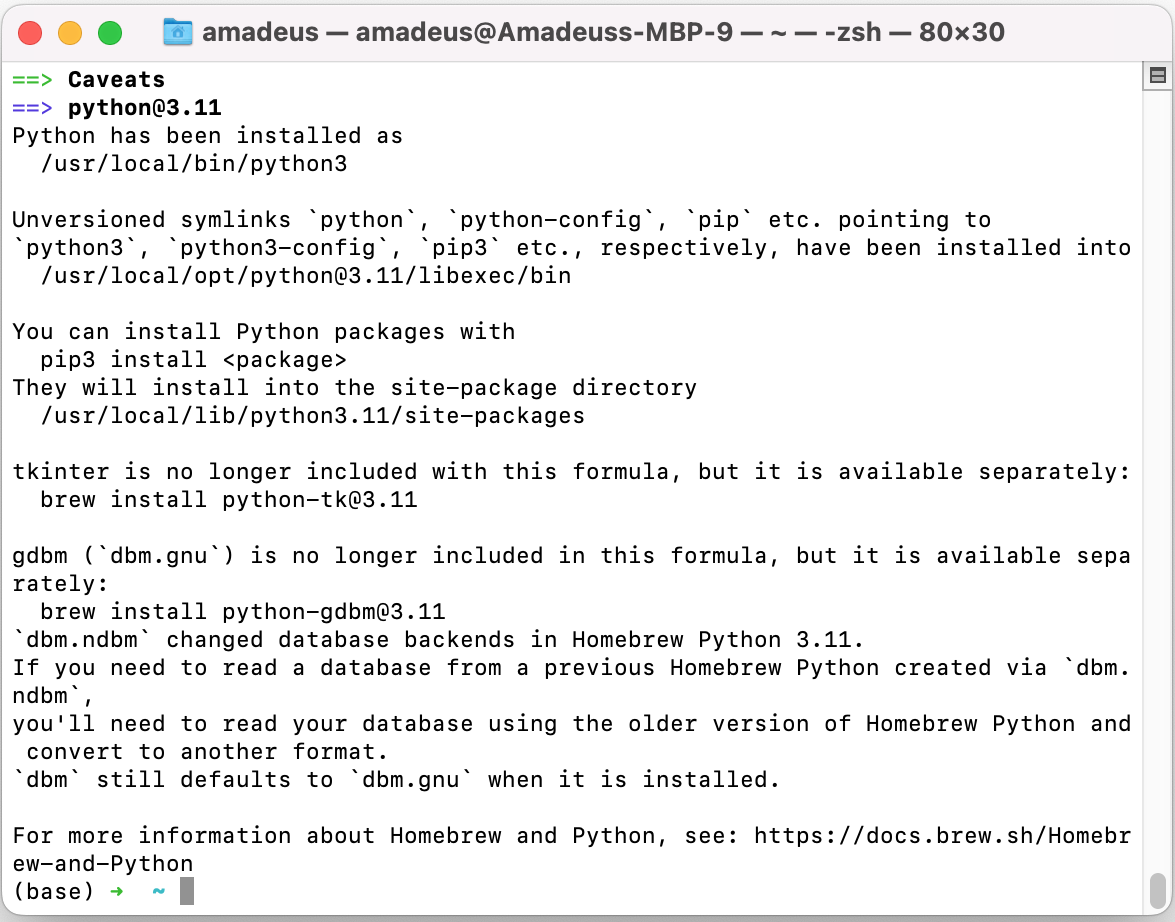 amadeus — amadeus@Amadeuss-MBP-9 — ~ — -zsh — 80×30
==> Caveats
==> python@3.11
Python has been installed as
  /usr/local/bin/python3

Unversioned symlinks `python`, `python-config`, `pip` etc. pointing to
`python3`, `python3-config`, `pip3` etc., respectively, have been installed into
  /usr/local/opt/python@3.11/libexec/bin

You can install Python packages with
  pip3 install <package>
They will install into the site-package directory
  /usr/local/lib/python3.11/site-packages

tkinter is no longer included with this formula, but it is available separately:
  brew install python-tk@3.11

gdbm (`dbm.gnu`) is no longer included in this formula, but it is available sepa
rately:
  brew install python-gdbm@3.11
`dbm.ndbm` changed database backends in Homebrew Python 3.11.
If you need to read a database from a previous Homebrew Python created via `dbm.
ndbm`,
you'll need to read your database using the older version of Homebrew Python and
 convert to another format.
`dbm` still defaults to `dbm.gnu` when it is installed.

For more information about Homebrew and Python, see: https://docs.brew.sh/Homebr
ew-and-Python
(base) ➜  ~